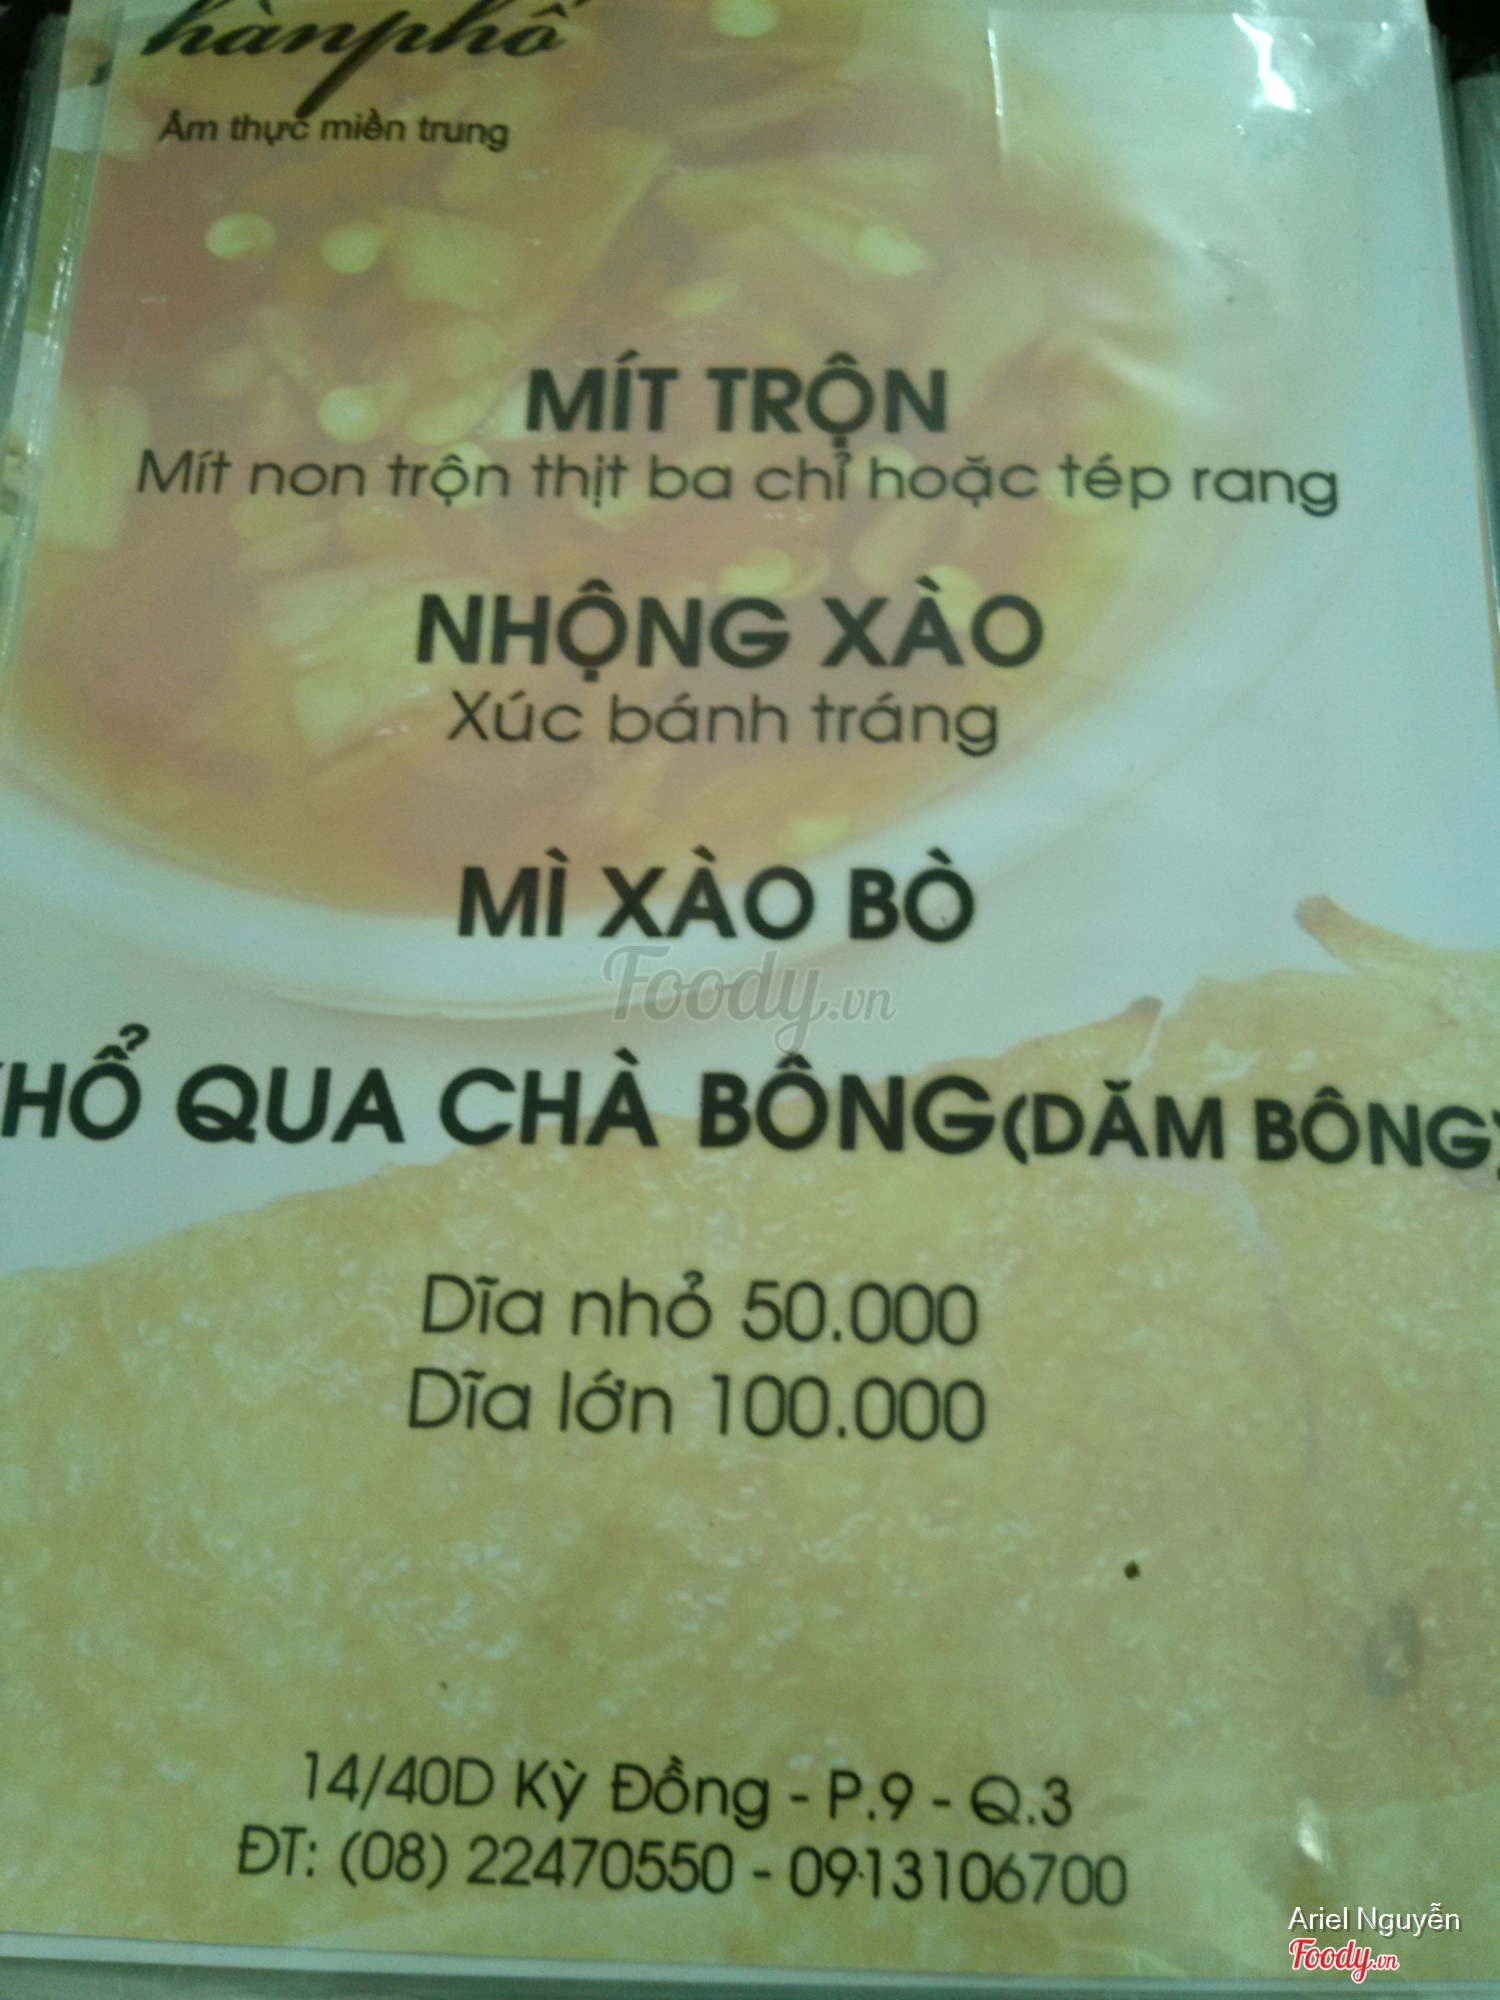 hànphố
Ẩm thực miền trung
MÍT TRỘN
Mít non trộn thịt ba chỉ hoặc tép rang
NHỘNG XÀO
Xúc bánh tráng
MÌ XÀO BÒ
Foody.vn
HỔ QUA CHÀ BÔNG(DĂM BÔNG)
Dĩa nhỏ 50.000
Dĩa lớn 100.000
14/40D Kỳ Đồng - P.9 - Q.3
ĐT: (08) 22470550 - 0913106700
Ariel Nguyễn
Foody.vn